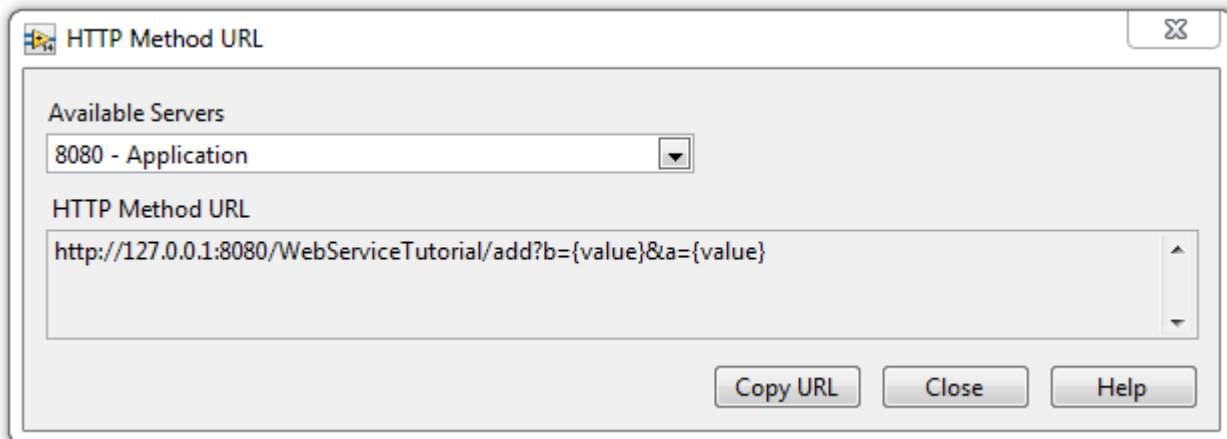 HTTP Method URL
Available Servers
8080 - Application
HTTP Method URL
http://127.0.0.1:8080/WebServiceTutorial/add?b={value}&a={value}
Copy URL Close Help